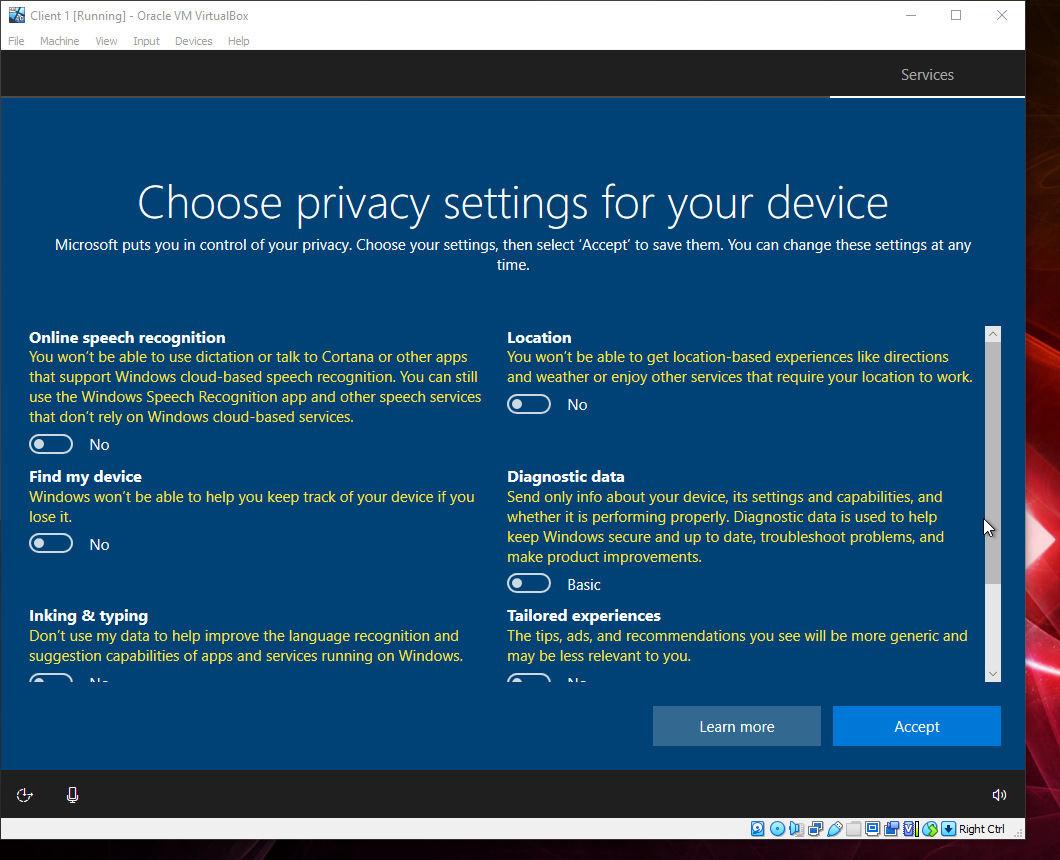 Client 1 [Running] - Oracle VM VirtualBox
File Machine View Input Devices Help
Services
Choose privacy settings for your device
Microsoft puts you in control of your privacy. Choose your settings, then select ‘Accept’ to save them. You can change these settings at any
time.
Online speech recognition
You won’t be able to use dictation or talk to Cortana or other apps
that support Windows cloud-based speech recognition. You can still
use the Windows Speech Recognition app and other speech services
that don’t rely on Windows cloud-based services.
No
Location
You won’t be able to get location-based experiences like directions
and weather or enjoy other services that require your location to work.
No
Find my device
Windows won’t be able to help you keep track of your device if you
lose it.
No
Diagnostic data
Send only info about your device, its settings and capabilities, and
whether it is performing properly. Diagnostic data is used to help
keep Windows secure and up to date, troubleshoot problems, and
make product improvements.
Basic
Inking & typing
Don’t use my data to help improve the language recognition and
suggestion capabilities of apps and services running on Windows.
No
Tailored experiences
The tips, ads, and recommendations you see will be more generic and
may be less relevant to you.
No
Learn more
Accept
Right Ctrl